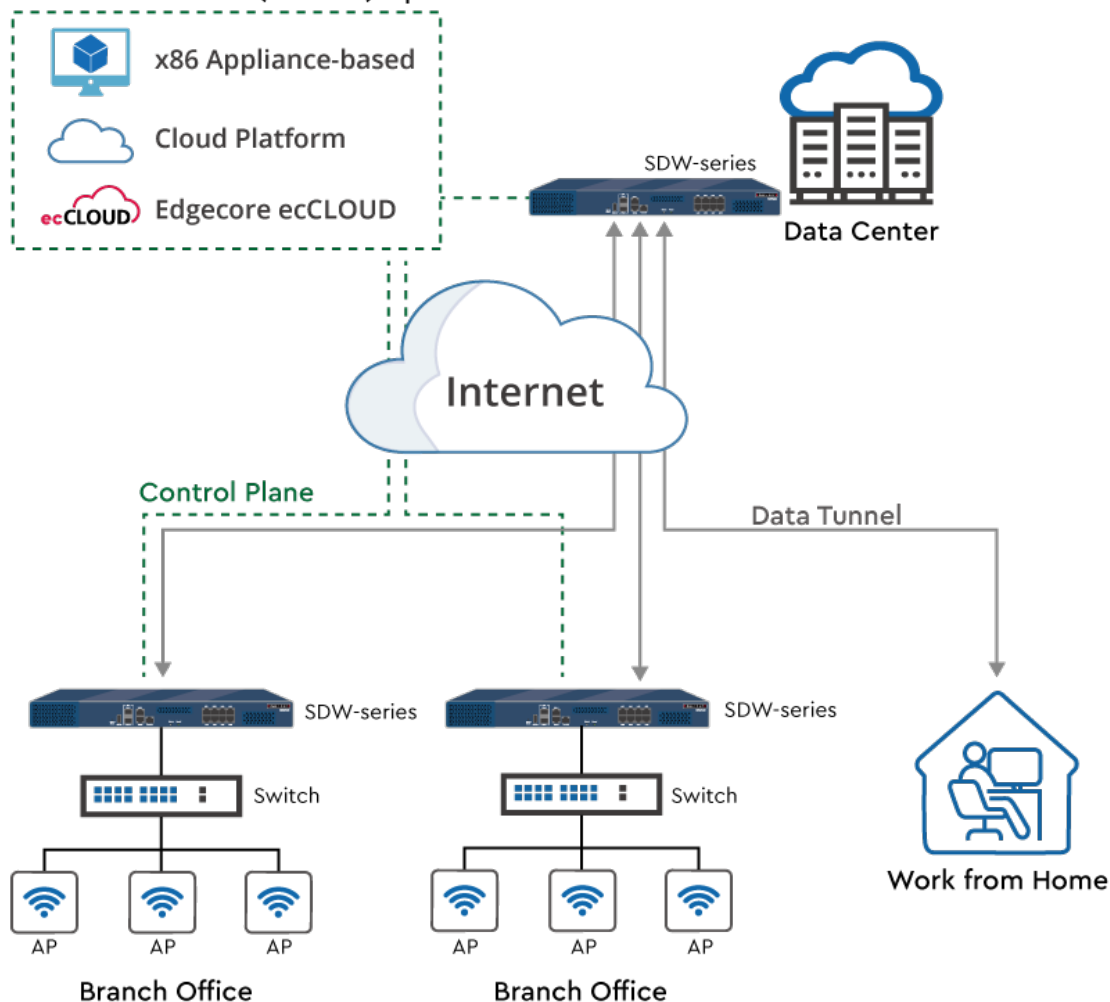 x86 Appliance-based
Cloud Platform
ecCLOUD Edgecore ecCLOUD
SDW-series
Data Center
Internet
Control Plane
Data Tunnel
SDW-series
SDW-series
Switch
Switch
AP
AP
AP
AP
AP
AP
Work from Home
Branch Office
Branch Office